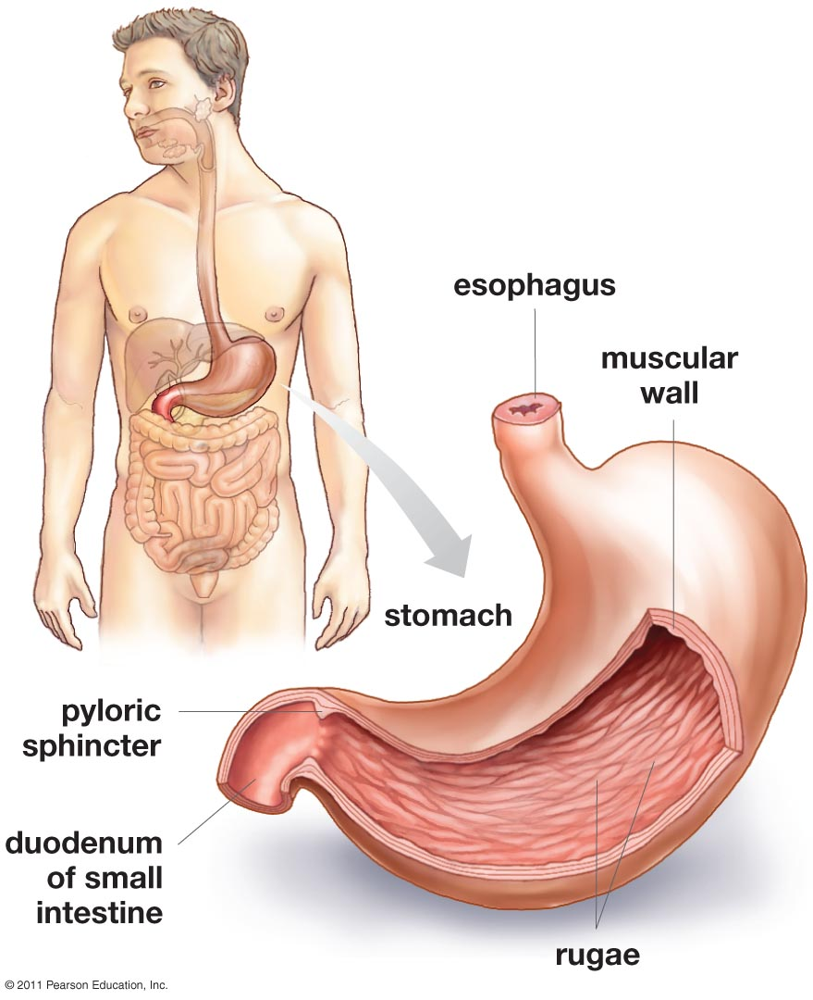 esophagus
muscular
wall
stomach
pyloric
sphincter
duodenum
of small
intestine
rugae
© 2011 Pearson Education, Inc.